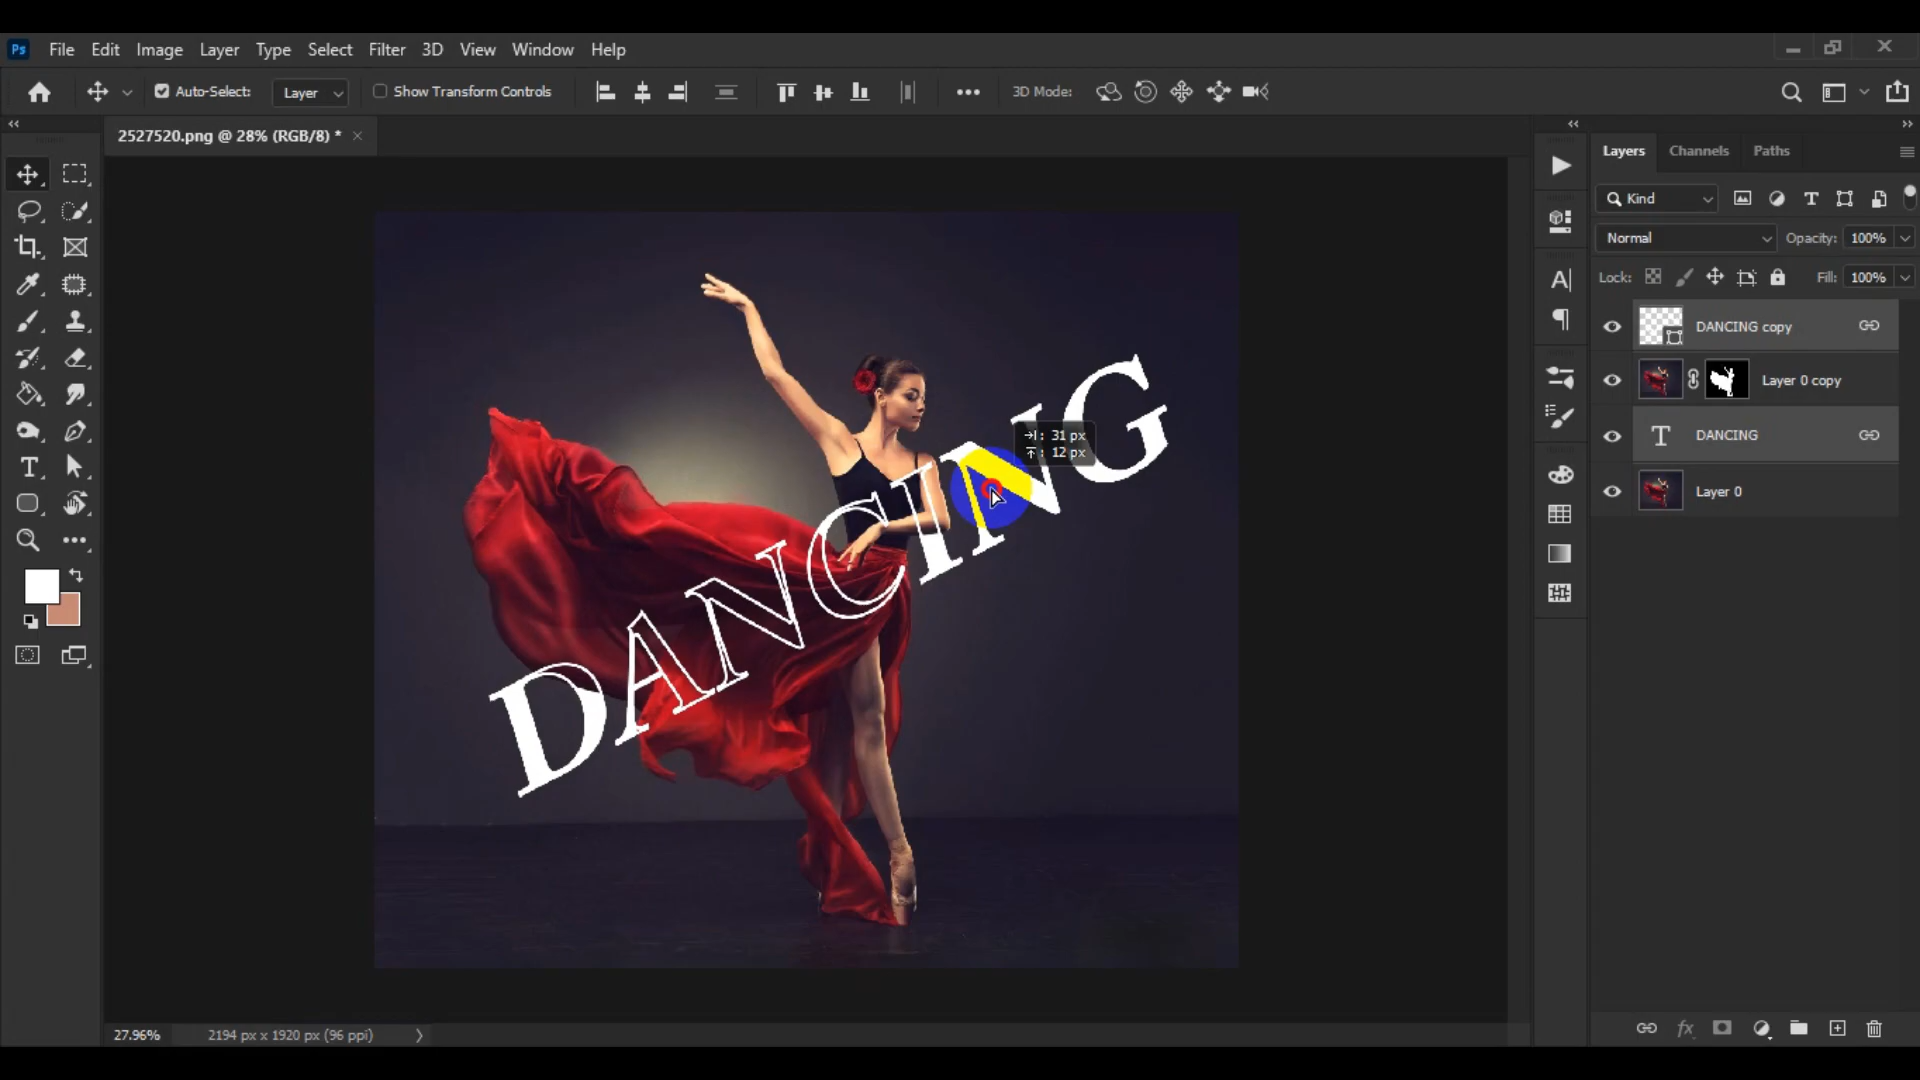 Ps File Edit Image Layer Type Select Filter 3D View Window Help
Auto-Select: Layer Show Transform Controls 3D Mode:
2527520.png @ 28% (RGB/8) *
Layers Channels Paths
Kind
Normal Opacity: 100%
Lock: Fill: 100%
DANCING copy
Layer 0 copy
DANCING
Layer 0
31 px
12 px
DANCING
27.96% 2194 px x 1920 px (96 ppi)